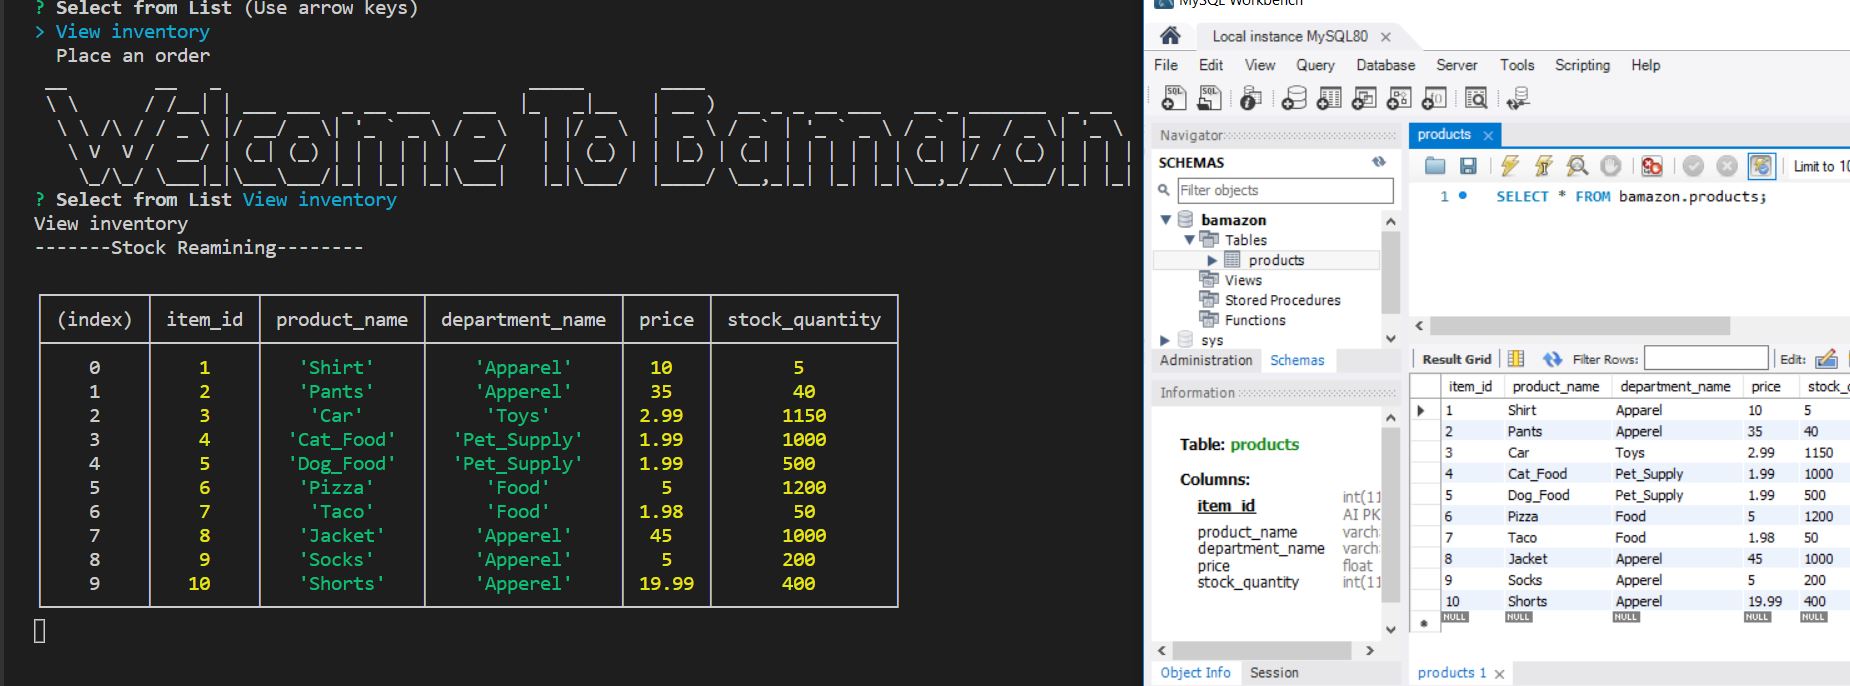 ? Select from List (Use arrow keys)
> View inventory
Place an order
Welcome To Bamazon
? Select from List View inventory
View inventory
-------Stock Reamining--------
(index) item_id product_name department_name price stock_quantity
0 1 'Shirt' 'Apparel' 10 5
1 2 'Pants' 'Apperel' 35 40
2 3 'Car' 'Toys' 2.99 1150
3 4 'Cat_Food' 'Pet_Supply' 1.99 1000
4 5 'Dog_Food' 'Pet_Supply' 1.99 500
5 6 'Pizza' 'Food' 5 1200
6 7 'Taco' 'Food' 1.98 50
7 8 'Jacket' 'Apperel' 45 1000
8 9 'Socks' 'Apperel' 5 200
9 10 'Shorts' 'Apperel' 19.99 400
MySQL Workbench
Local instance MySQL80
File Edit View Query Database Server Tools Scripting Help
Navigator
SCHEMAS
Filter objects
bamazon
Tables
products
Views
Stored Procedures
Functions
sys
Administration Schemas
Information
Table: products
Columns:
item_id int(11
AI PK
product_name varch
department_name varch
price float
stock_quantity int(11
Object Info Session
products
Limit to 10
1 SELECT * FROM bamazon.products;
Result Grid Filter Rows: Edit:
item_id product_name department_name price stock_
1 Shirt Apparel 10 5
2 Pants Apperel 35 40
3 Car Toys 2.99 1150
4 Cat_Food Pet_Supply 1.99 1000
5 Dog_Food Pet_Supply 1.99 500
6 Pizza Food 5 1200
7 Taco Food 1.98 50
8 Jacket Apperel 45 1000
9 Socks Apperel 5 200
10 Shorts Apperel 19.99 400
NULL NULL NULL NULL NULL
products 1